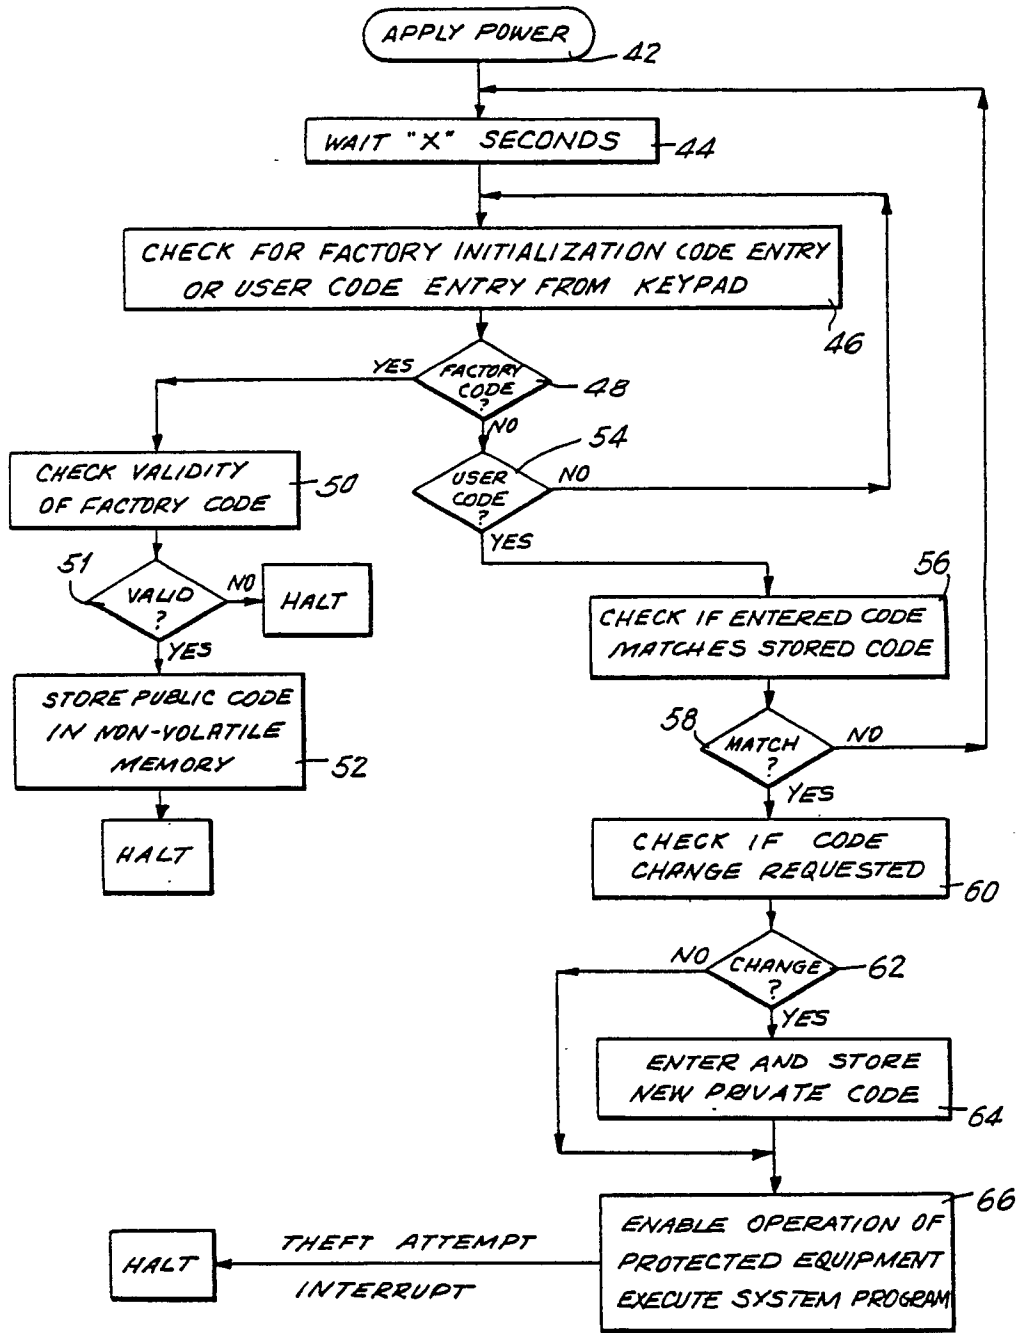 APPLY POWER
42
WAIT "X" SECONDS
44
CHECK FOR FACTORY INITIALIZATION CODE ENTRY
OR USER CODE ENTRY FROM KEYPAD
46
YES
FACTORY
CODE
?
48
NO
54
CHECK VALIDITY
OF FACTORY CODE
50
USER
CODE
?
NO
YES
51
VALID
?
NO
HALT
YES
56
CHECK IF ENTERED CODE
MATCHES STORED CODE
STORE PUBLIC CODE
IN NON-VOLATILE
MEMORY
52
58
MATCH
?
NO
YES
HALT
CHECK IF CODE
CHANGE REQUESTED
60
NO
CHANGE
?
62
YES
ENTER AND STORE
NEW PRIVATE CODE
64
66
ENABLE OPERATION OF
PROTECTED EQUIPMENT
EXECUTE SYSTEM PROGRAM
THEFT ATTEMPT
INTERRUPT
HALT